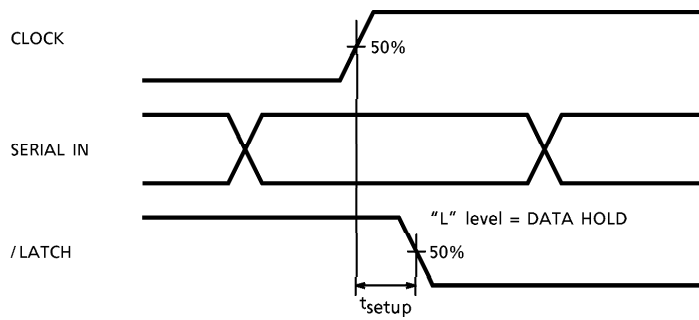 CLOCK
50%
SERIAL IN
"L" level = DATA HOLD
/LATCH
50%
tsetup